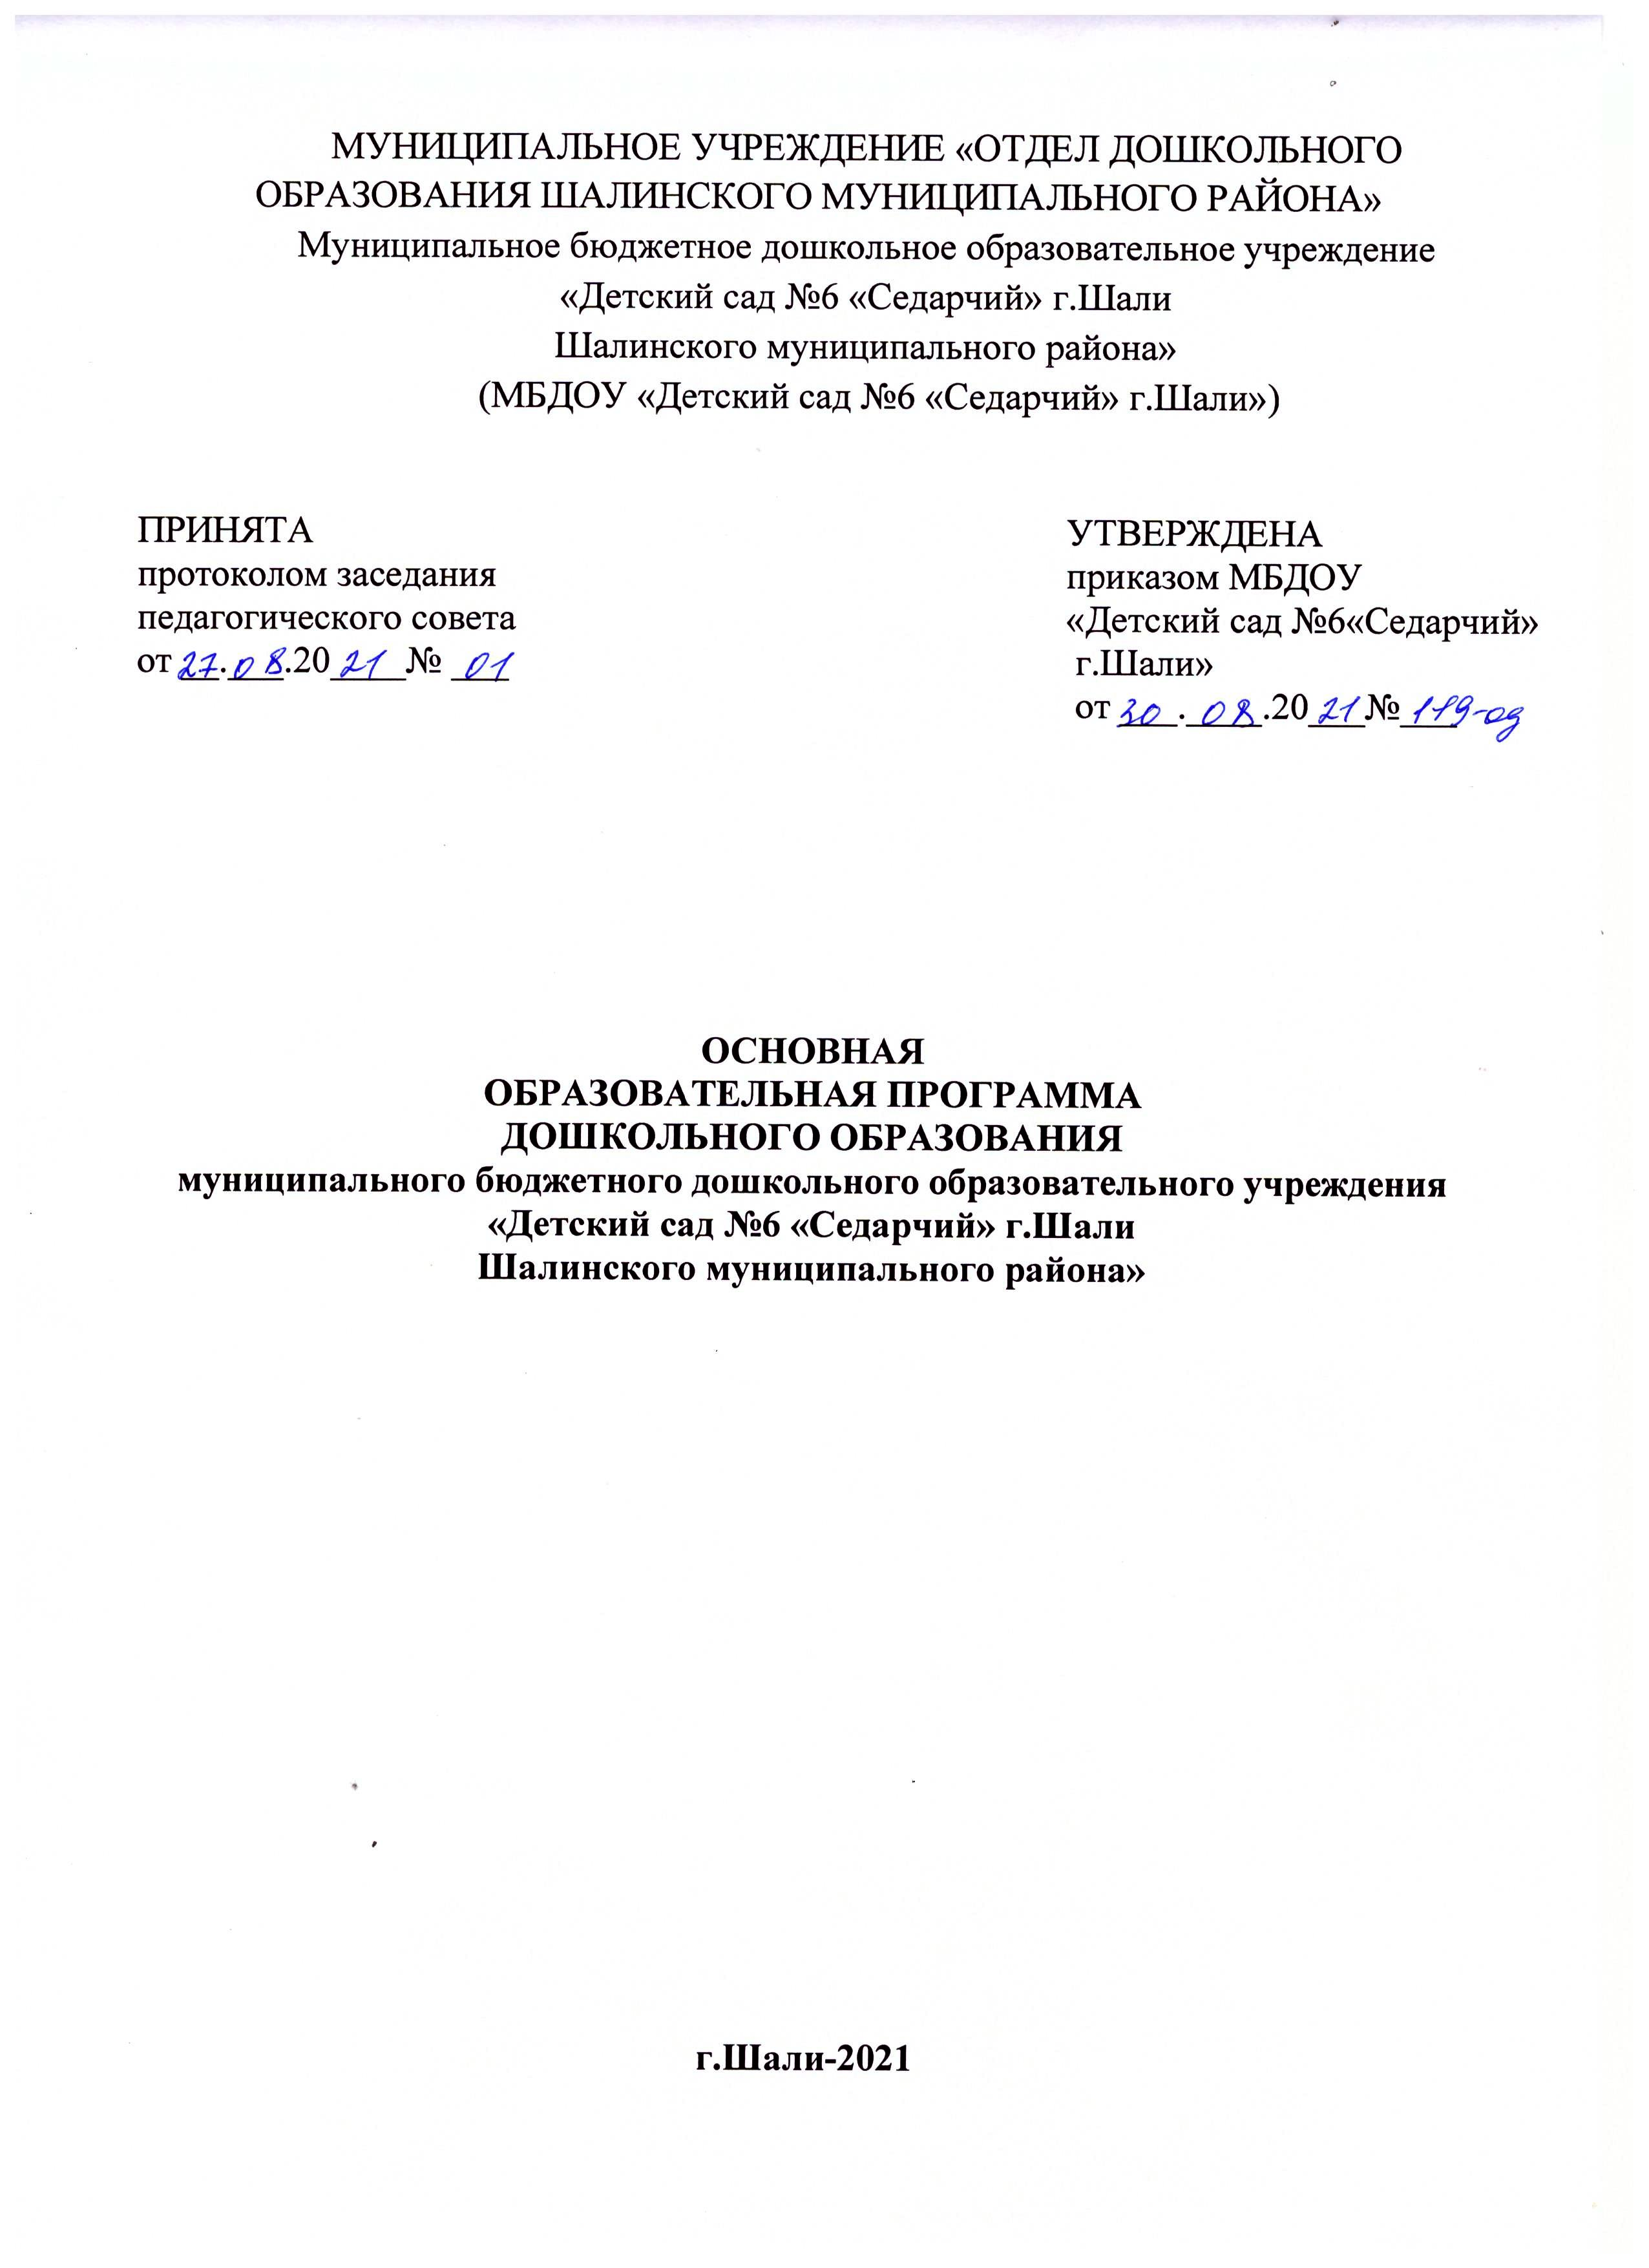 МУНИЦИПАЛЬНОЕ УЧРЕЖДЕНИЕ «ОТДЕЛ ДОШКОЛЬНОГО
ОБРАЗОВАНИЯ ШАЛИНСКОГО МУНИЦИПАЛЬНОГО РАЙОНА»
Муниципальное бюджетное дошкольное образовательное учреждение
«Детский сад №6 «Седарчий» г.Шали
Шалинского муниципального района»
(МБДОУ «Детский сад №6 «Седарчий» г.Шали»)
ПРИНЯТА
протоколом заседания
педагогического совета
от 27.08.2021 № 01
УТВЕРЖДЕНА
приказом МБДОУ
«Детский сад №6«Седарчий»
г.Шали»
от 30.08.2021 № 119-од
ОСНОВНАЯ
ОБРАЗОВАТЕЛЬНАЯ ПРОГРАММА
ДОШКОЛЬНОГО ОБРАЗОВАНИЯ
муниципального бюджетного дошкольного образовательного учреждения
«Детский сад №6 «Седарчий» г.Шали
Шалинского муниципального района»
г.Шали-2021